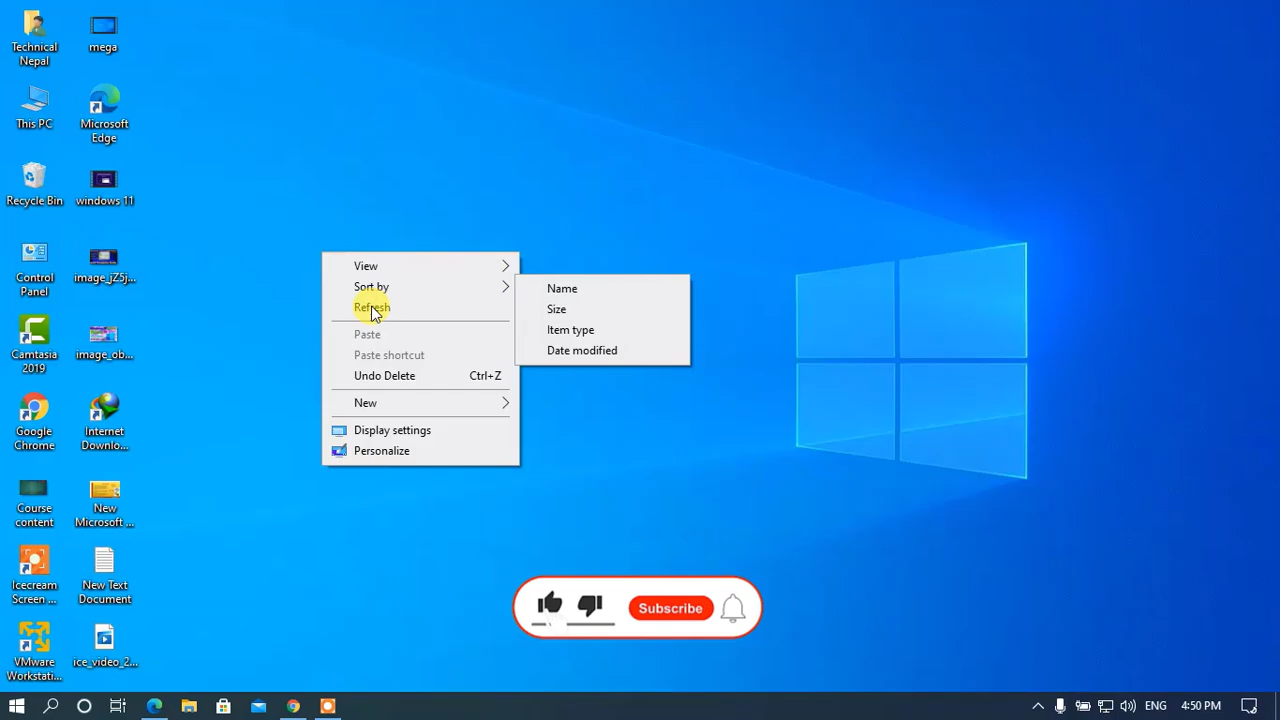 Technical
Nepal
mega
This PC
Microsoft
Edge
Recycle Bin
windows 11
Control
Panel
image_jZ5j...
Camtasia
2019
image_ob...
Google
Chrome
Internet
Downlo...
Course
content
New
Microsoft ...
Icecream
Screen ...
New Text
Document
VMware
Workstati...
ice_video_2...
View
Sort by
Refresh
Paste
Paste shortcut
Undo Delete Ctrl+Z
New
Display settings
Personalize
Name
Size
Item type
Date modified
Subscribe
ENG 4:50 PM